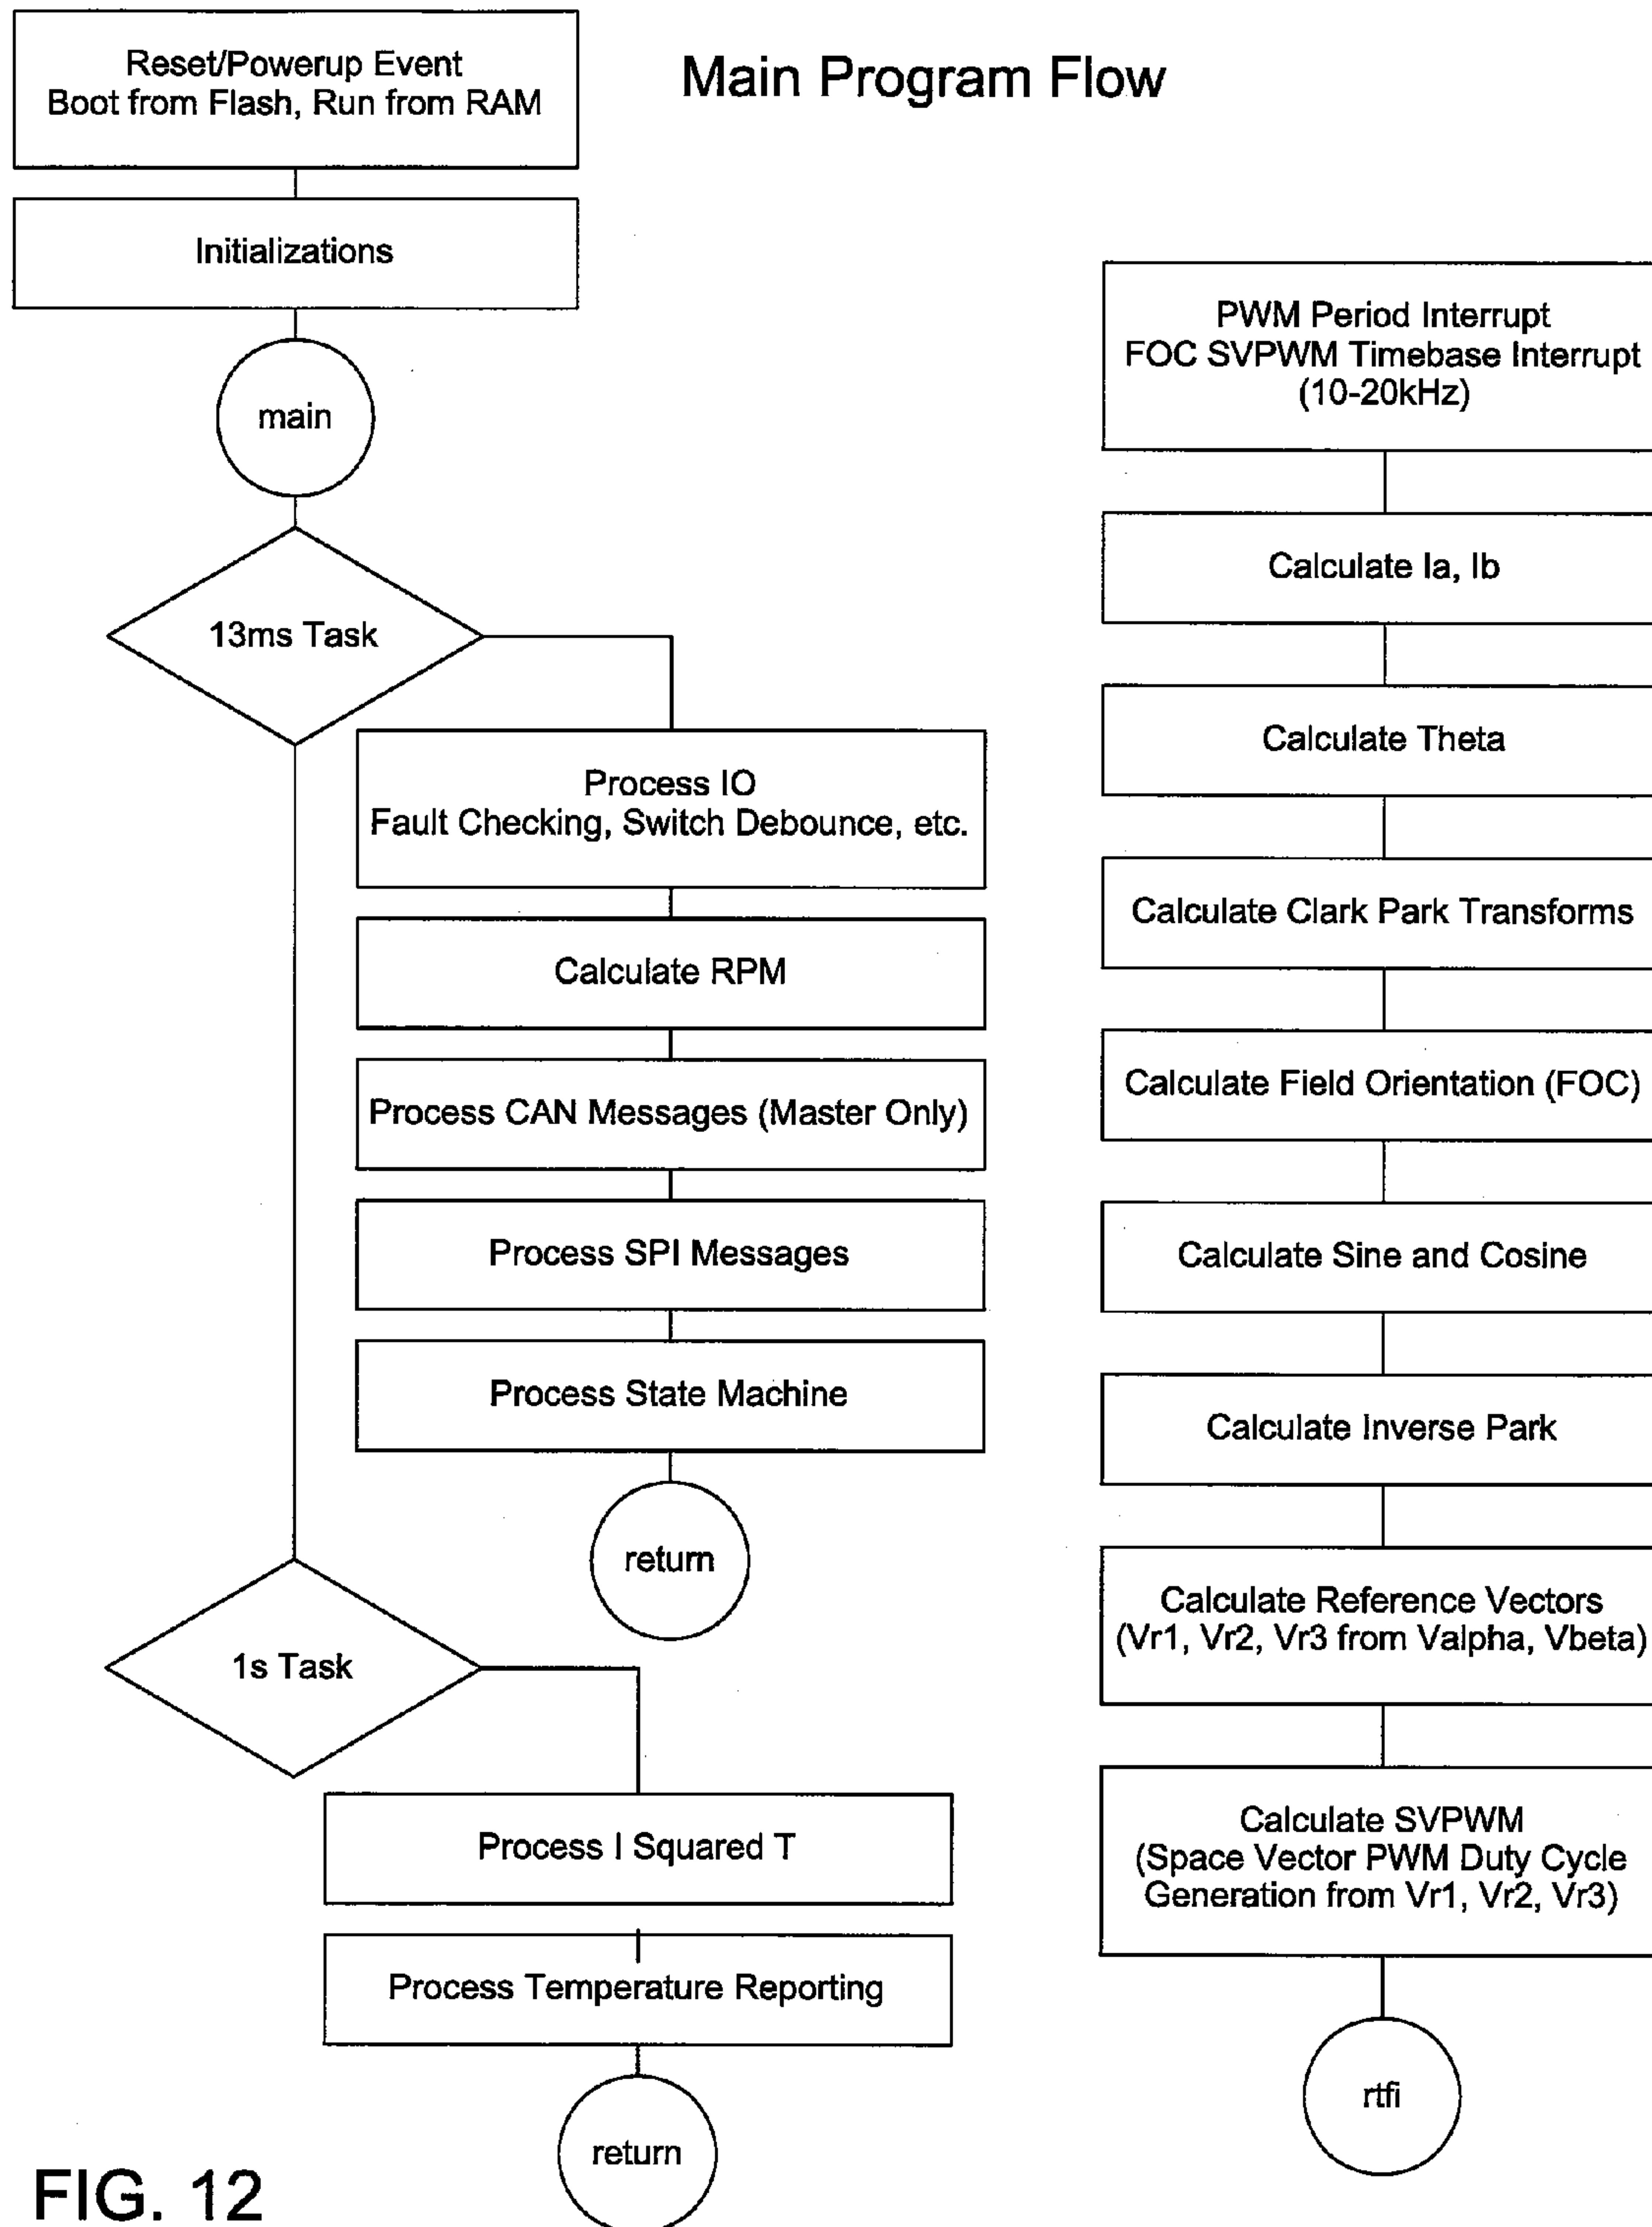 Main Program Flow
Reset/Powerup Event
Boot from Flash, Run from RAM
Initializations
main
13ms Task
Process IO
Fault Checking, Switch Debounce, etc.
Calculate RPM
Process CAN Messages (Master Only)
Process SPI Messages
Process State Machine
return
1s Task
Process I Squared T
Process Temperature Reporting
return
PWM Period Interrupt
FOC SVPWM Timebase Interrupt
(10-20kHz)
Calculate Ia, Ib
Calculate Theta
Calculate Clark Park Transforms
Calculate Field Orientation (FOC)
Calculate Sine and Cosine
Calculate Inverse Park
Calculate Reference Vectors
(Vr1, Vr2, Vr3 from Valpha, Vbeta)
Calculate SVPWM
(Space Vector PWM Duty Cycle
Generation from Vr1, Vr2, Vr3)
rtfi
FIG. 12